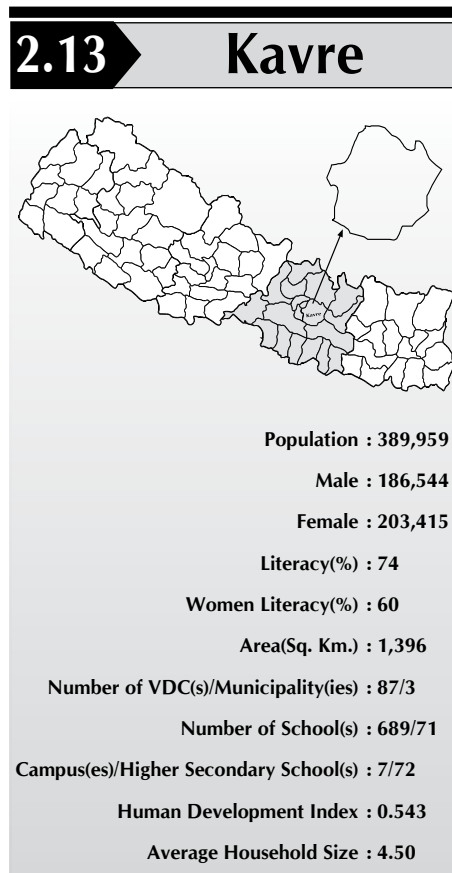 2.13
Kavre
Kavre
Population : 389,959
Male : 186,544
Female : 203,415
Literacy(%) : 74
Women Literacy(%) : 60
Area(Sq. Km.) : 1,396
Number of VDC(s)/Municipality(ies) : 87/3
Number of School(s) : 689/71
Campus(es)/Higher Secondary School(s) : 7/72
Human Development Index : 0.543
Average Household Size : 4.50